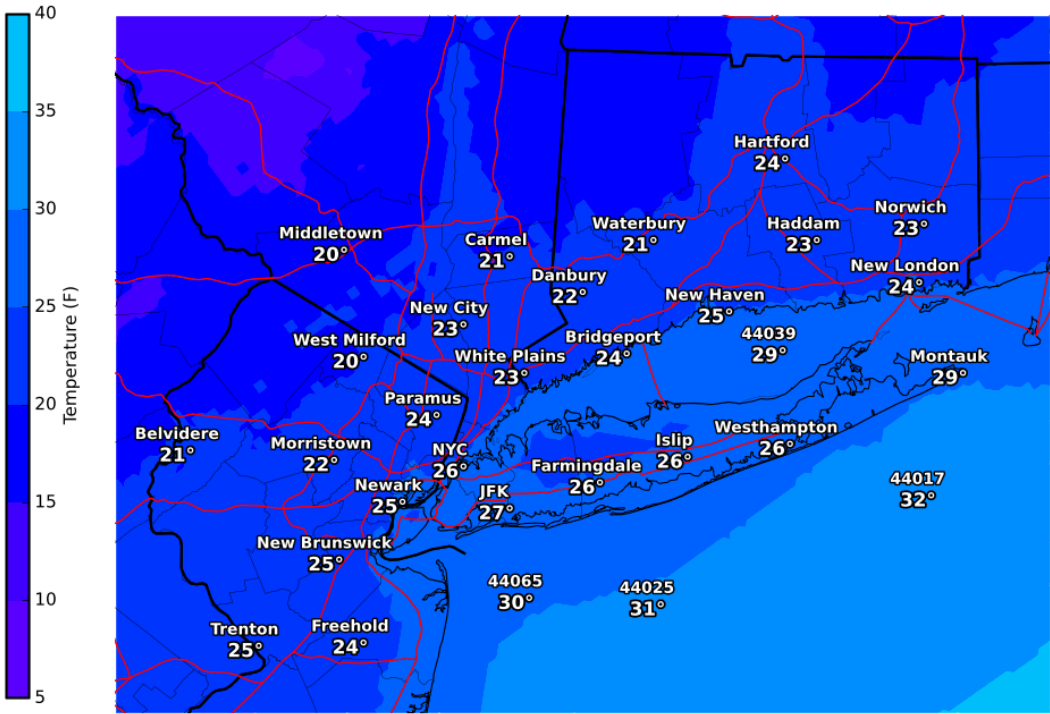 40
35
30
25
20
15
10
5
Temperature (F)
Hartford
24°
Middletown
20°
Carmel
21°
Waterbury
21°
Haddam
23°
Norwich
23°
Danbury
22°
New London
24°
New City
23°
New Haven
25°
West Milford
20°
White Plains
23°
Bridgeport
24°
44039
29°
Montauk
29°
Paramus
24°
Belvidere
21°
Morristown
22°
NYC
26°
Islip
26°
Westhampton
26°
Farmingdale
26°
Newark
25°
JFK
27°
44017
32°
New Brunswick
25°
44065
30°
44025
31°
Trenton
25°
Freehold
24°